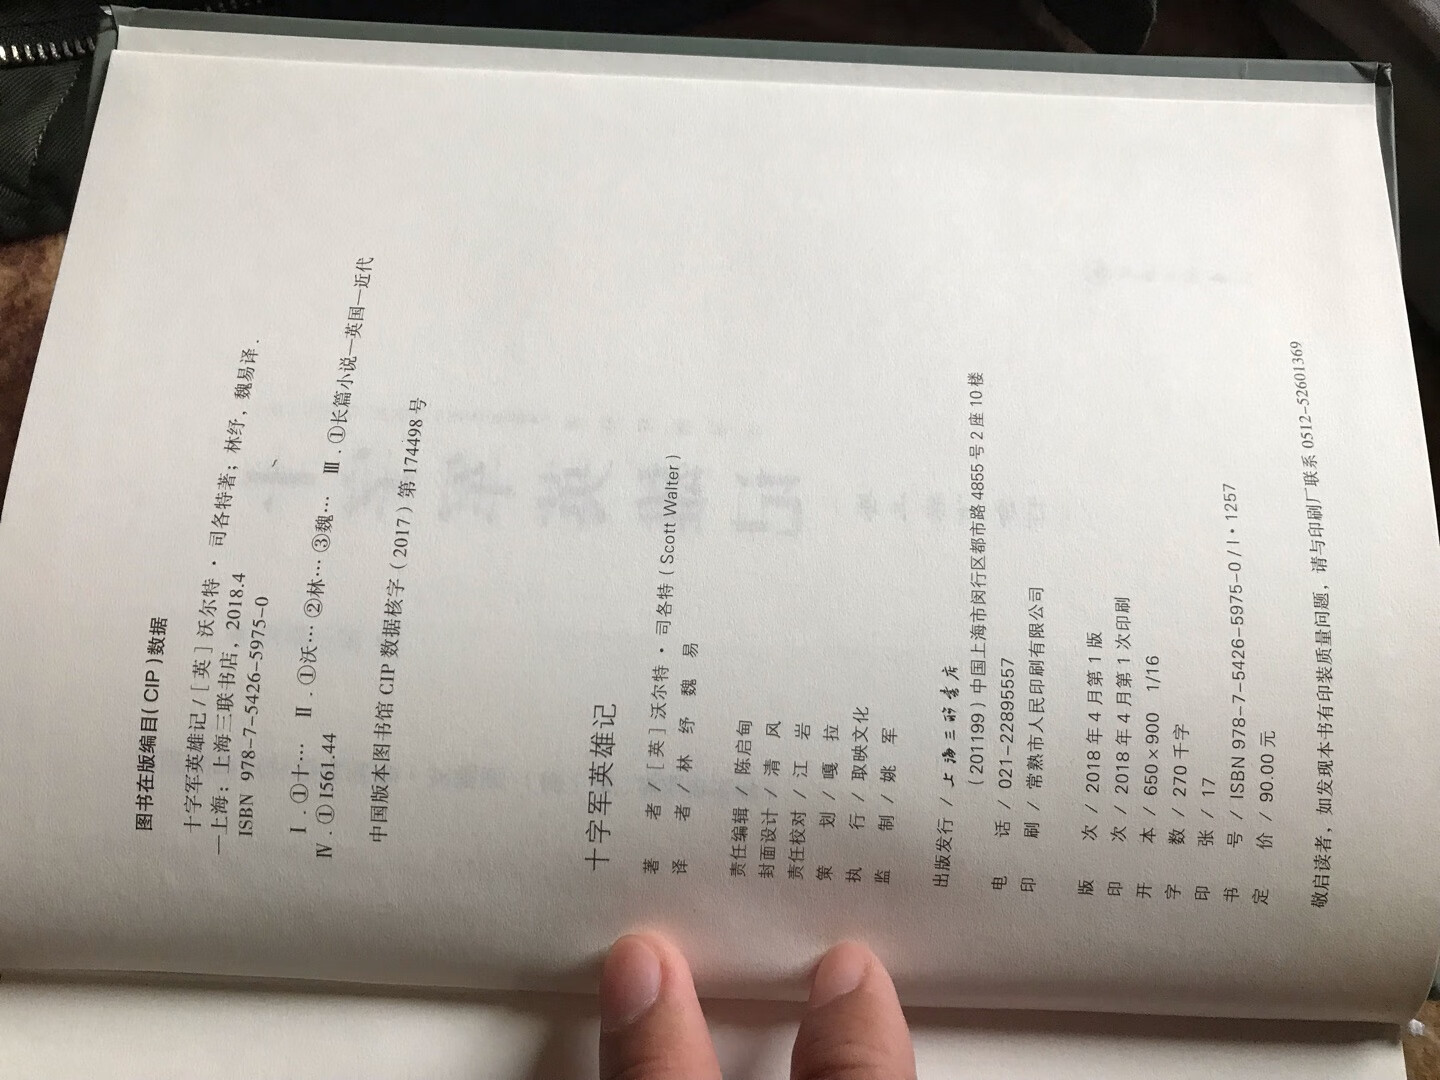 图书在版编目(CIP)数据
十字军英雄记/［英］沃尔特·司各特著；林纾，魏易译.
—上海：上海三联书店，2018.4
ISBN 978-7-5426-5975-0
Ⅰ.①十… Ⅱ.①沃… ②林… ③魏… Ⅲ.①长篇小说—英国—近代
Ⅳ.①I561.44
中国版本图书馆CIP数据核字(2017)第174498号
十字军英雄记
著 者/［英］沃尔特·司各特(Scott Walter)
译 者/林 纾 魏 易
责任编辑/陈启甸
封面设计/清 风
责任校对/江 岩
策 划/嘎 拉
执 行/取映文化
监 制/姚 军
出版发行/上海三联书店
(201199)中国上海市闵行区都市路4855号2座10楼
电 话/021-22895557
印 刷/常熟市人民印刷有限公司
版 次/2018年4月第1版
印 次/2018年4月第1次印刷
开 本/650×900 1/16
字 数/270千字
印 张/17
书 号/ISBN 978-7-5426-5975-0/I·1257
定 价/90.00元
敬启读者，如发现本书有印装质量问题，请与印刷厂联系 0512-52601369